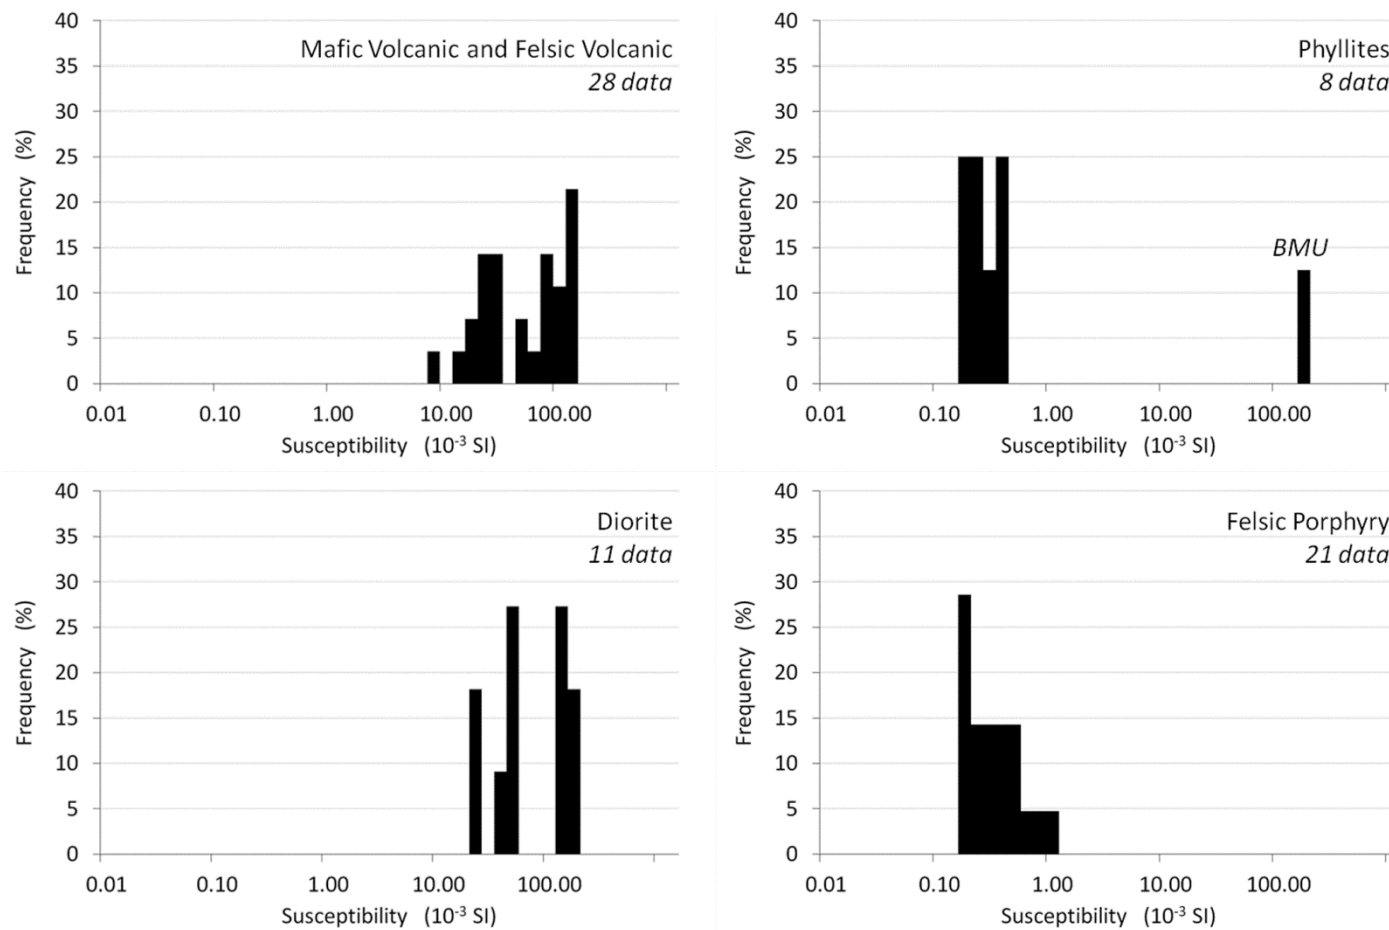 Mafic Volcanic and Felsic Volcanic
28 data
Frequency (%)
40
35
30
25
20
15
10
5
0
0.01 0.10 1.00 10.00 100.00
Susceptibility (10⁻³ SI)
Phyllites
8 data
BMU
Frequency (%)
40
35
30
25
20
15
10
5
0
0.01 0.10 1.00 10.00 100.00
Susceptibility (10⁻³ SI)
Diorite
11 data
Frequency (%)
40
35
30
25
20
15
10
5
0
0.01 0.10 1.00 10.00 100.00
Susceptibility (10⁻³ SI)
Felsic Porphyry
21 data
Frequency (%)
40
35
30
25
20
15
10
5
0
0.01 0.10 1.00 10.00 100.00
Susceptibility (10⁻³ SI)